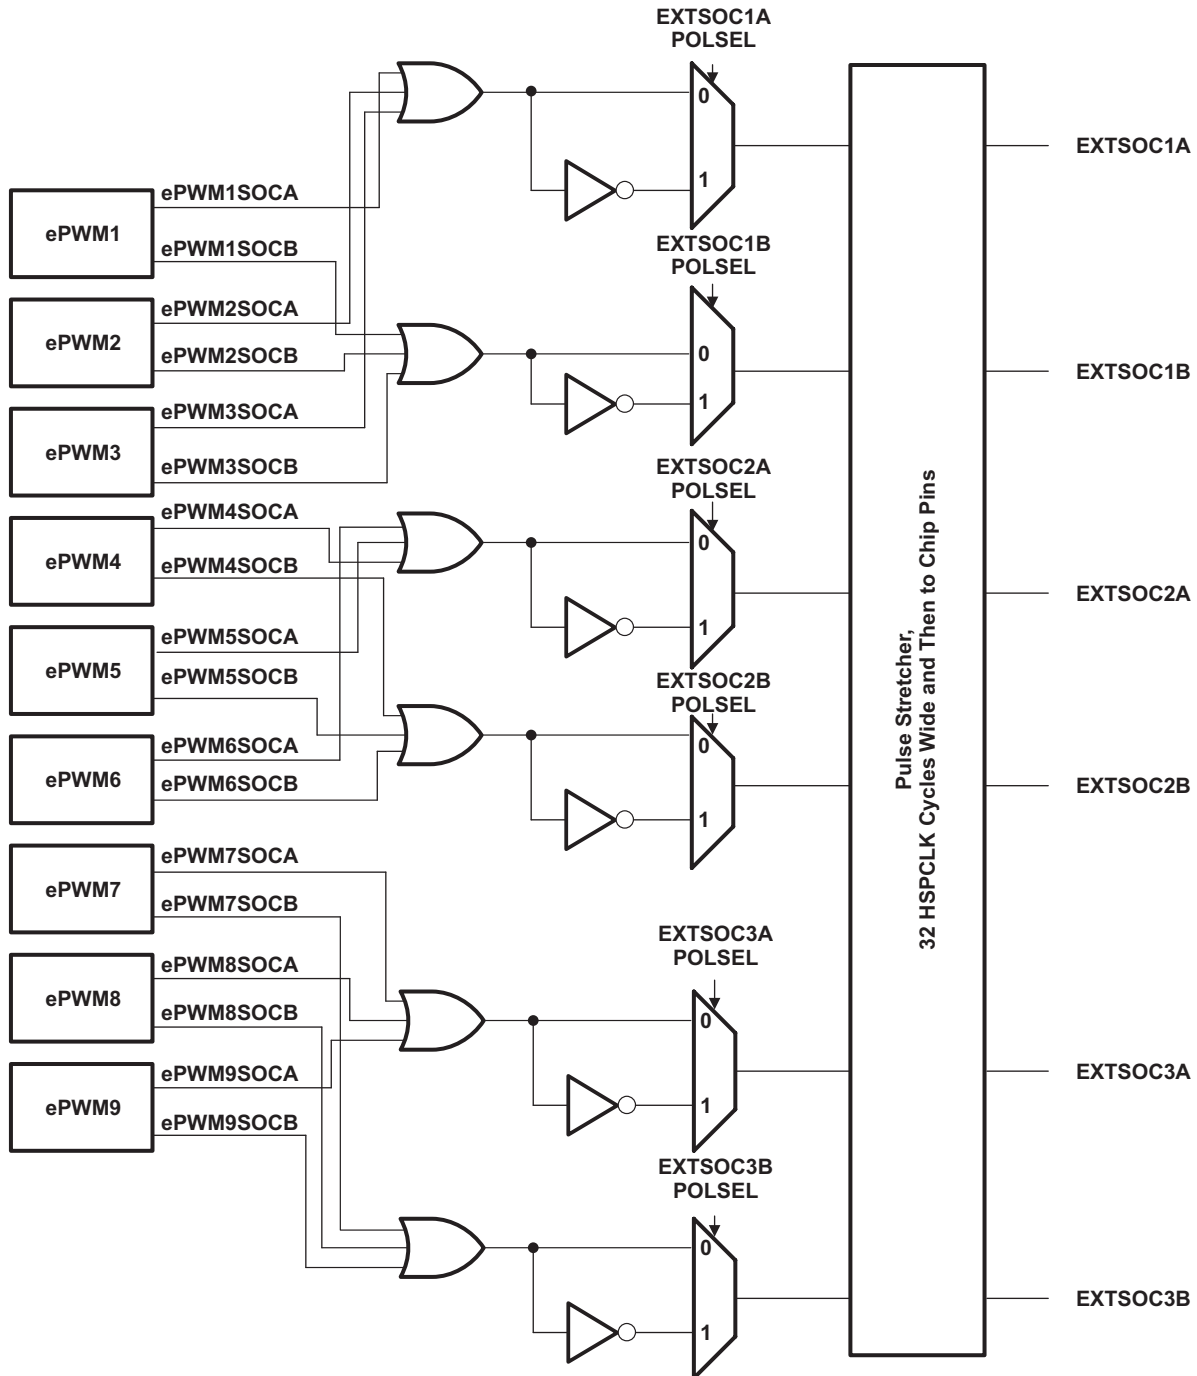 EXTSOC1A
POLSEL
0
1
EXTSOC1A
ePWM1
ePWM1SOCA
ePWM1SOCB
EXTSOC1B
POLSEL
0
1
EXTSOC1B
ePWM2
ePWM2SOCA
ePWM2SOCB
ePWM3
ePWM3SOCA
ePWM3SOCB
EXTSOC2A
POLSEL
0
1
EXTSOC2A
ePWM4
ePWM4SOCA
ePWM4SOCB
ePWM5
ePWM5SOCA
ePWM5SOCB
EXTSOC2B
POLSEL
0
1
EXTSOC2B
ePWM6
ePWM6SOCA
ePWM6SOCB
Pulse Stretcher,
32 HSPCLK Cycles Wide and Then to Chip Pins
ePWM7
ePWM7SOCA
ePWM7SOCB
EXTSOC3A
POLSEL
0
1
EXTSOC3A
ePWM8
ePWM8SOCA
ePWM8SOCB
ePWM9
ePWM9SOCA
ePWM9SOCB
EXTSOC3B
POLSEL
0
1
EXTSOC3B